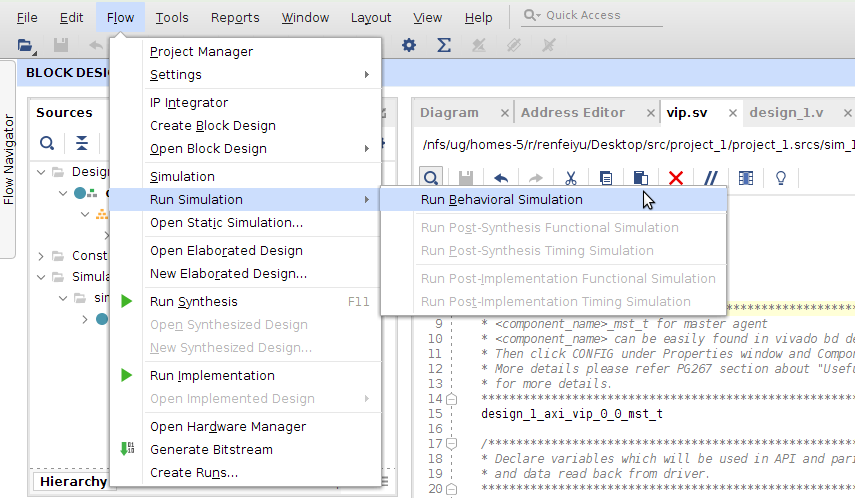 File Edit Flow Tools Reports Window Layout View Help Quick Access
BLOCK DESI
Flow Navigator
Sources
Desig
Const
Simula
sim
Hierarchy
Project Manager
Settings
IP Integrator
Create Block Design
Open Block Design
Simulation
Run Simulation
Open Static Simulation...
Open Elaborated Design
New Elaborated Design...
Run Synthesis F11
Open Synthesized Design
New Synthesized Design...
Run Implementation
Open Implemented Design
Open Hardware Manager
Generate Bitstream
Create Runs...
Run Behavioral Simulation
Run Post-Synthesis Functional Simulation
Run Post-Synthesis Timing Simulation
Run Post-Implementation Functional Simulation
Run Post-Implementation Timing Simulation
Diagram Address Editor vip.sv design_1.v
/nfs/ug/homes-5/r/renfeiyu/Desktop/src/project_1/project_1.srcs/sim_1
9 * <component_name>_mst_t for master agent
10 * <component_name> can be easily found in vivado bd de
11 * Then click CONFIG under Properties window and Compon
12 * More details please refer PG267 section about "Usefu
13 * for more details.
14 ****************************************************
15 design_1_axi_vip_0_0_mst_t
16
17 /***************************************************
18 * Declare variables which will be used in API and pari
19 * and data read back from driver.
20 ****************************************************